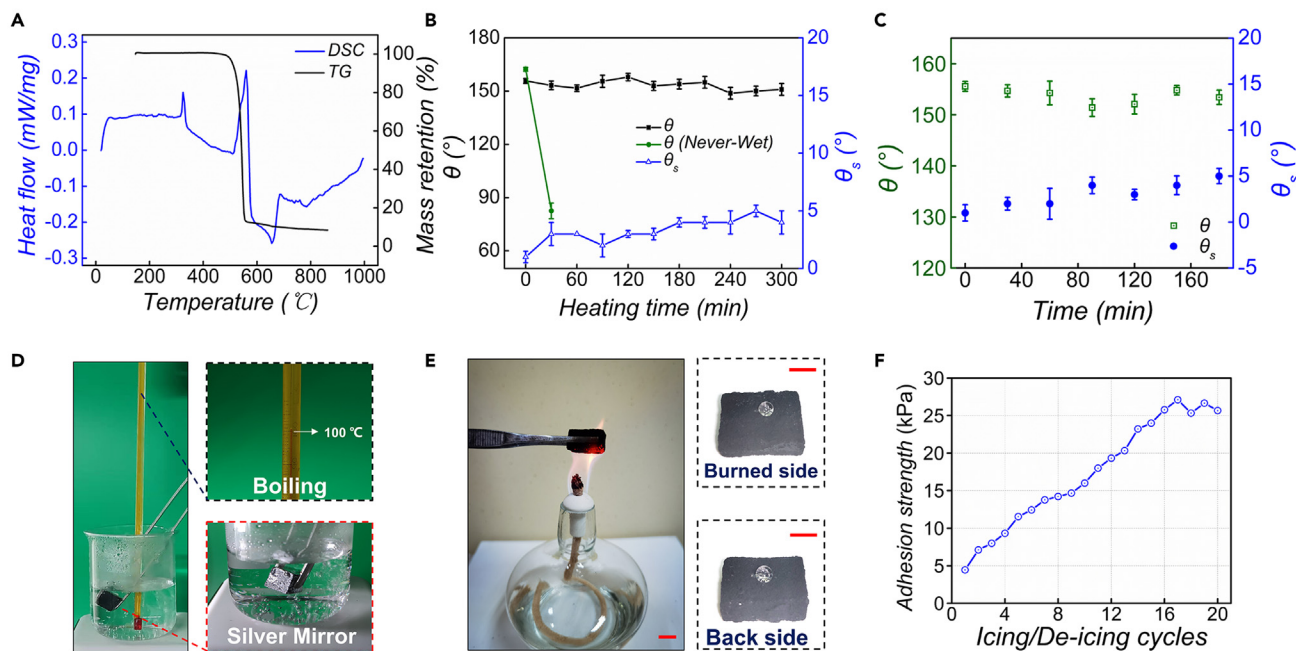 A
0.3
0.2
0.1
0.0
-0.1
-0.2
-0.3
Heat flow (mW/mg)
DSC
TG
100
80
60
40
20
0
Mass retention (%)
0 200 400 600 800 1000
Temperature (℃)
B
180
150
120
90
60
θ (°)
θ
θ (Never-Wet)
θs
20
15
10
5
0
θs (°)
0 60 120 180 240 300
Heating time (min)
C
160
150
140
130
120
θ (°)
θ
θs
20
15
10
5
0
-5
θs (°)
0 40 80 120 160
Time (min)
D
100 ℃
Boiling
Silver Mirror
E
Burned side
Back side
F
30
25
20
15
10
5
0
Adhesion strength (kPa)
0 4 8 12 16 20
Icing/De-icing cycles